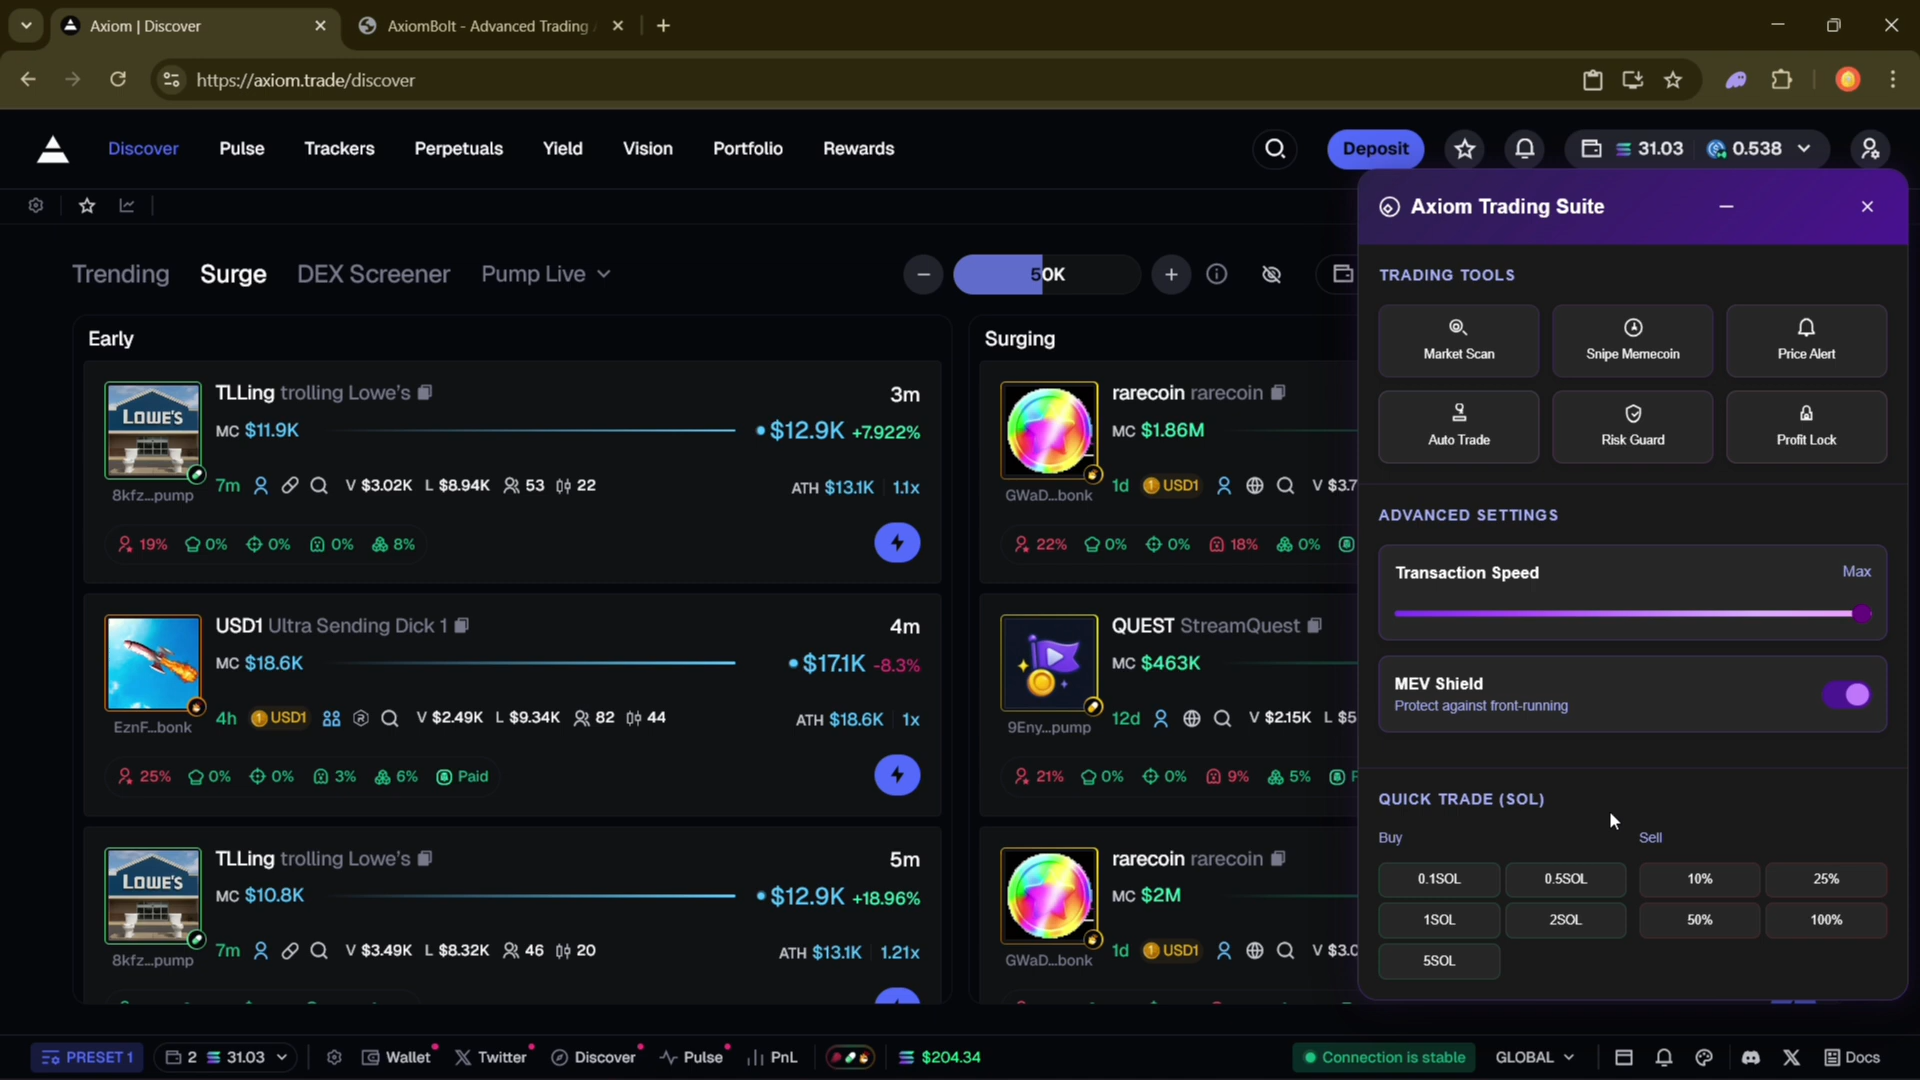 Axiom | Discover
AxiomBolt - Advanced Trading
https://axiom.trade/discover
Discover Pulse Trackers Perpetuals Yield Vision Portfolio Rewards Deposit 31.03 0.538
Trending Surge DEX Screener Pump Live 50K
Early
TLLing trolling Lowe's 3m
LOWE'S
MC $11.9K $12.9K +7.922%
8kfz...pump 7m V $3.02K L $8.94K 53 22 ATH $13.1K 1.1x
19% 0% 0% 0% 8%
USD1 Ultra Sending Dick 1 4m
MC $18.6K $17.1K -8.3%
EznF...bonk 4h USD1 V $2.49K L $9.34K 82 44 ATH $18.6K 1x
25% 0% 0% 3% 6% Paid
TLLing trolling Lowe's 5m
LOWE'S
MC $10.8K $12.9K +18.96%
8kfz...pump 7m V $3.49K L $8.32K 46 20 ATH $13.1K 1.21x
Surging
rarecoin rarecoin
MC $1.86M
GWaD...bonk 1d USD1 V $3.7
22% 0% 0% 18% 0%
QUEST StreamQuest
MC $463K
9Eny...pump 12d V $2.15K L $5
21% 0% 0% 9% 5%
rarecoin rarecoin
MC $2M
GWaD...bonk 1d USD1 V $3.0
Axiom Trading Suite
TRADING TOOLS
Market Scan Snipe Memecoin Price Alert
Auto Trade Risk Guard Profit Lock
ADVANCED SETTINGS
Transaction Speed Max
MEV Shield
Protect against front-running
QUICK TRADE (SOL)
Buy Sell
0.1SOL 0.5SOL 10% 25%
1SOL 2SOL 50% 100%
5SOL
PRESET 1 2 31.03 Wallet Twitter Discover Pulse PnL $204.34 Connection is stable GLOBAL Docs